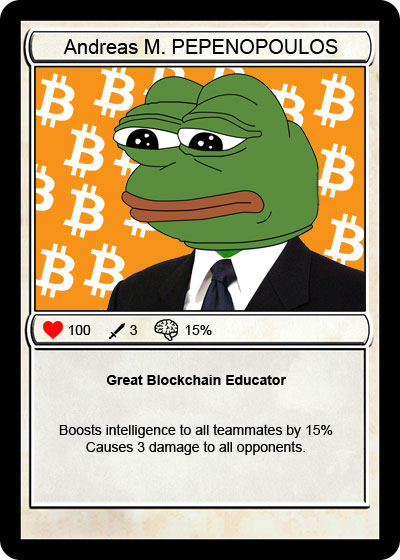 Andreas M. PEPENOPOULOS
100 3 15%
Great Blockchain Educator
Boosts intelligence to all teammates by 15%
Causes 3 damage to all opponents.